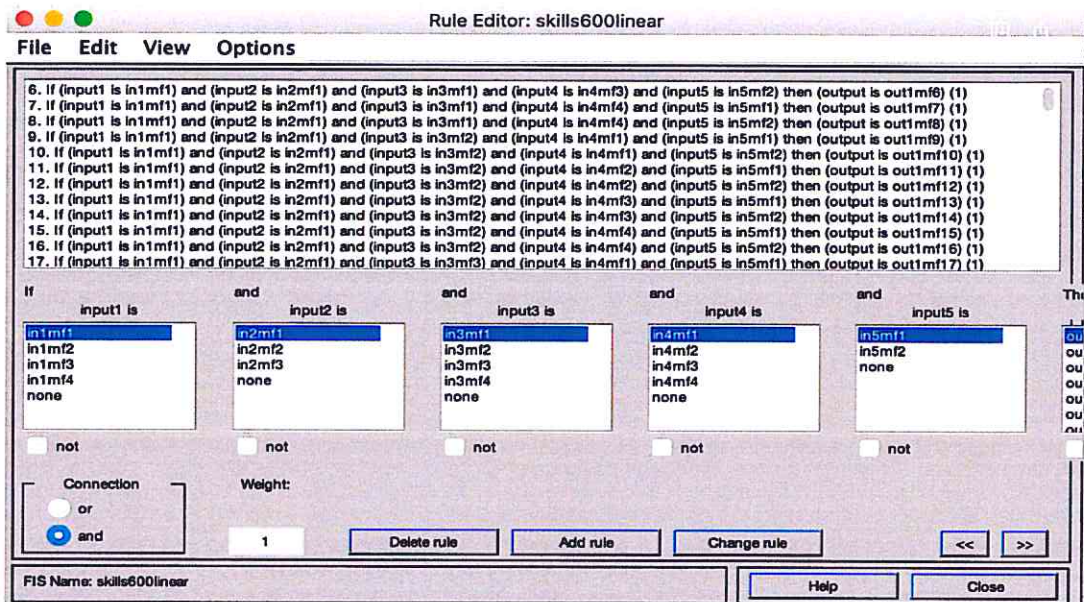 Rule Editor: skills600linear
File Edit View Options
6. If (input1 is in1mf1) and (input2 is in2mf1) and (input3 is in3mf1) and (input4 is in4mf3) and (input5 is in5mf2) then (output is out1mf6) (1)
7. If (input1 is in1mf1) and (input2 is in2mf1) and (input3 is in3mf1) and (input4 is in4mf4) and (input5 is in5mf1) then (output is out1mf7) (1)
8. If (input1 is in1mf1) and (input2 is in2mf1) and (input3 is in3mf1) and (input4 is in4mf4) and (input5 is in5mf2) then (output is out1mf8) (1)
9. If (input1 is in1mf1) and (input2 is in2mf1) and (input3 is in3mf2) and (input4 is in4mf1) and (input5 is in5mf1) then (output is out1mf9) (1)
10. If (input1 is in1mf1) and (input2 is in2mf1) and (input3 is in3mf2) and (input4 is in4mf1) and (input5 is in5mf2) then (output is out1mf10) (1)
11. If (input1 is in1mf1) and (input2 is in2mf1) and (input3 is in3mf2) and (input4 is in4mf2) and (input5 is in5mf1) then (output is out1mf11) (1)
12. If (input1 is in1mf1) and (input2 is in2mf1) and (input3 is in3mf2) and (input4 is in4mf2) and (input5 is in5mf2) then (output is out1mf12) (1)
13. If (input1 is in1mf1) and (input2 is in2mf1) and (input3 is in3mf2) and (input4 is in4mf3) and (input5 is in5mf1) then (output is out1mf13) (1)
14. If (input1 is in1mf1) and (input2 is in2mf1) and (input3 is in3mf2) and (input4 is in4mf3) and (input5 is in5mf2) then (output is out1mf14) (1)
15. If (input1 is in1mf1) and (input2 is in2mf1) and (input3 is in3mf2) and (input4 is in4mf4) and (input5 is in5mf1) then (output is out1mf15) (1)
16. If (input1 is in1mf1) and (input2 is in2mf1) and (input3 is in3mf2) and (input4 is in4mf4) and (input5 is in5mf2) then (output is out1mf16) (1)
17. If (input1 is in1mf1) and (input2 is in2mf1) and (input3 is in3mf3) and (input4 is in4mf1) and (input5 is in5mf1) then (output is out1mf17) (1)
If and and and and The
input1 is input2 is input3 is input4 is input5 is
in1mf1 in2mf1 in3mf1 in4mf1 in5mf1 ou
in1mf2 in2mf2 in3mf2 in4mf2 in5mf2 ou
in1mf3 in2mf3 in3mf3 in4mf3 none ou
in1mf4 none in3mf4 in4mf4 ou
none none none ou
ou
not not not not not
Connection Weight:
or
and 1 Delete rule Add rule Change rule << >>
FIS Name: skills600linear Help Close